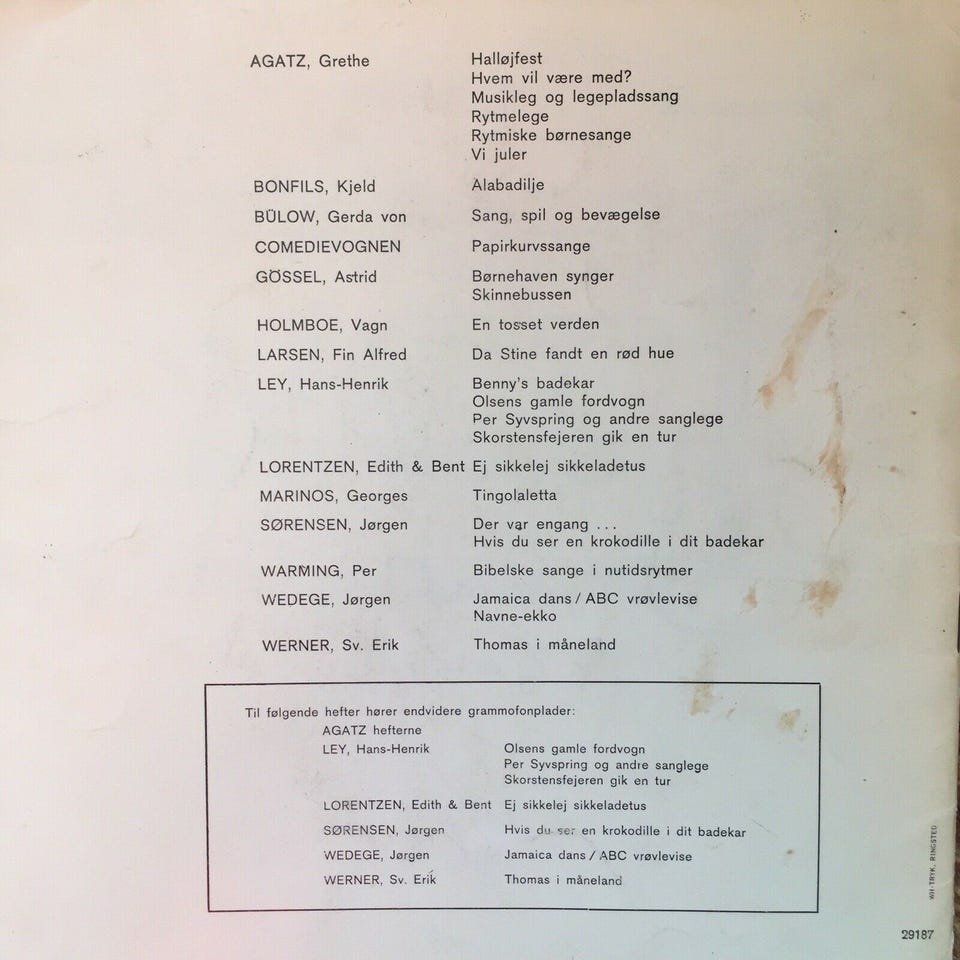 AGATZ, Grethe Halløjfest
Hvem vil være med?
Musikleg og legepladssang
Rytmelege
Rytmiske børnesange
Vi juler
BONFILS, Kjeld Alabadilje
BÜLOW, Gerda von Sang, spil og bevægelse
COMEDIEVOGNEN Papirkurvssange
GÖSSEL, Astrid Børnehaven synger
Skinnebussen
HOLMBOE, Vagn En tosset verden
LARSEN, Fin Alfred Da Stine fandt en rød hue
LEY, Hans-Henrik Benny's badekar
Olsens gamle fordvogn
Per Syvspring og andre sanglege
Skorstensfejeren gik en tur
LORENTZEN, Edith & Bent Ej sikkelej sikkeladetus
MARINOS, Georges Tingolaletta
SØRENSEN, Jørgen Der var engang ...
Hvis du ser en krokodille i dit badekar
WARMING, Per Bibelske sange i nutidsrytmer
WEDEGE, Jørgen Jamaica dans / ABC vrøvlevise
Navne-ekko
WERNER, Sv. Erik Thomas i måneland
Til følgende hefter hører endvidere grammofonplader:
AGATZ hefterne
LEY, Hans-Henrik Olsens gamle fordvogn
Per Syvspring og andre sanglege
Skorstensfejeren gik en tur
LORENTZEN, Edith & Bent Ej sikkelej sikkeladetus
SØRENSEN, Jørgen Hvis du ser en krokodille i dit badekar
WEDEGE, Jørgen Jamaica dans / ABC vrøvlevise
WERNER, Sv. Erik Thomas i måneland
WH-TRYK, RINGSTED
29187